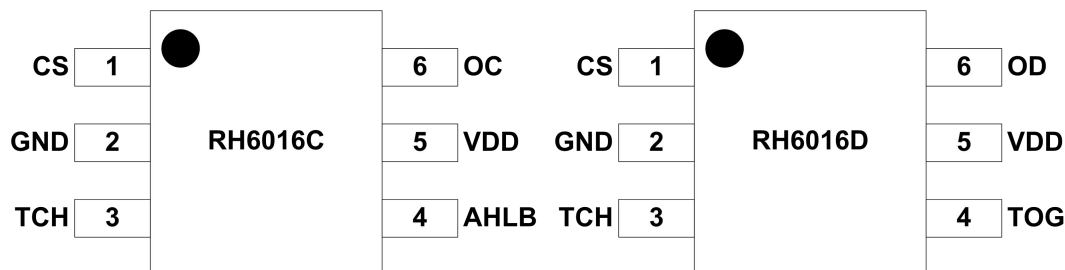 CS 1 6 OC CS 1 6 OD
GND 2 RH6016C 5 VDD GND 2 RH6016D 5 VDD
TCH 3 4 AHLB TCH 3 4 TOG